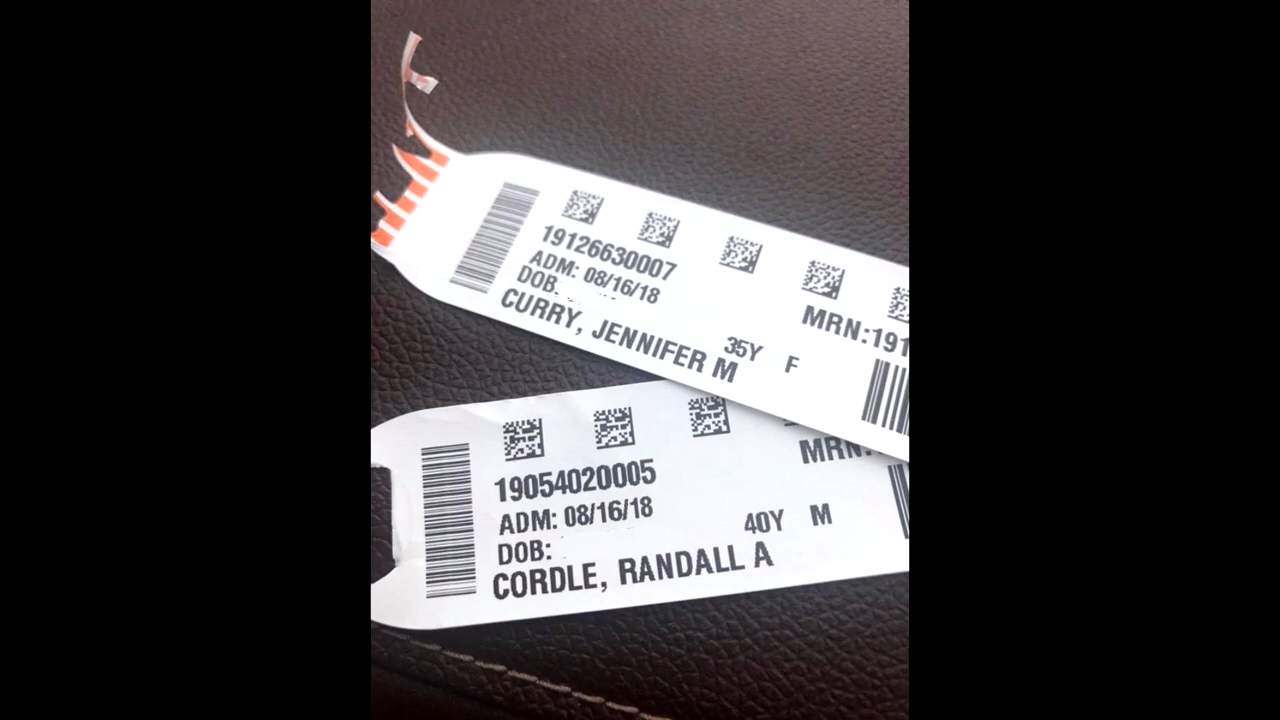 19126630007
ADM: 08/16/18
DOB
CURRY, JENNIFER M
35Y F
MRN:191
19054020005
ADM: 08/16/18
DOB:
CORDLE, RANDALL A
40Y M
MRN: